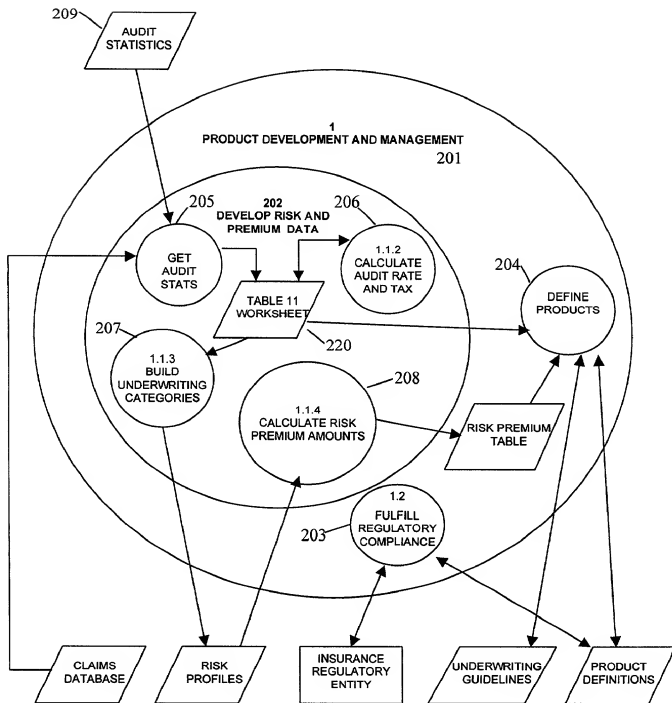 209
AUDIT
STATISTICS
1
PRODUCT DEVELOPMENT AND MANAGEMENT
201
205
202
DEVELOP RISK AND
PREMIUM DATA
206
GET
AUDIT
STATS
1.1.2
CALCULATE
AUDIT RATE
AND TAX
204
DEFINE
PRODUCTS
TABLE 11
WORKSHEET
220
207
1.1.3
BUILD
UNDERWRITING
CATEGORIES
208
1.1.4
CALCULATE RISK
PREMIUM AMOUNTS
RISK PREMIUM
TABLE
1.2
FULFILL
REGULATORY
COMPLIANCE
203
CLAIMS
DATABASE
RISK
PROFILES
INSURANCE
REGULATORY
ENTITY
UNDERWRITING
GUIDELINES
PRODUCT
DEFINITIONS